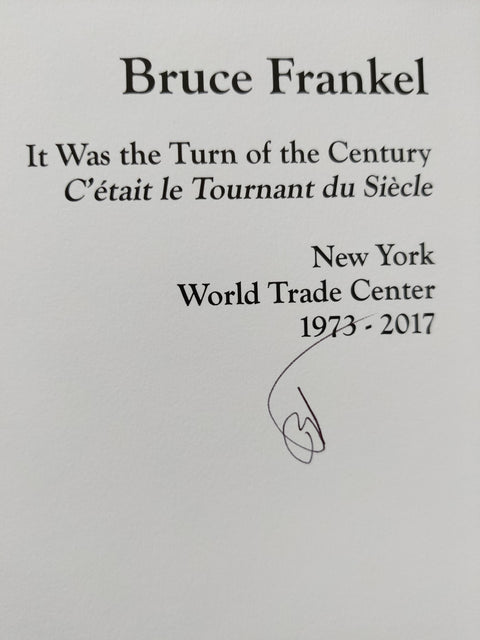 Bruce Frankel
It Was the Turn of the Century
C'était le Tournant du Siècle
New York
World Trade Center
1973 - 2017